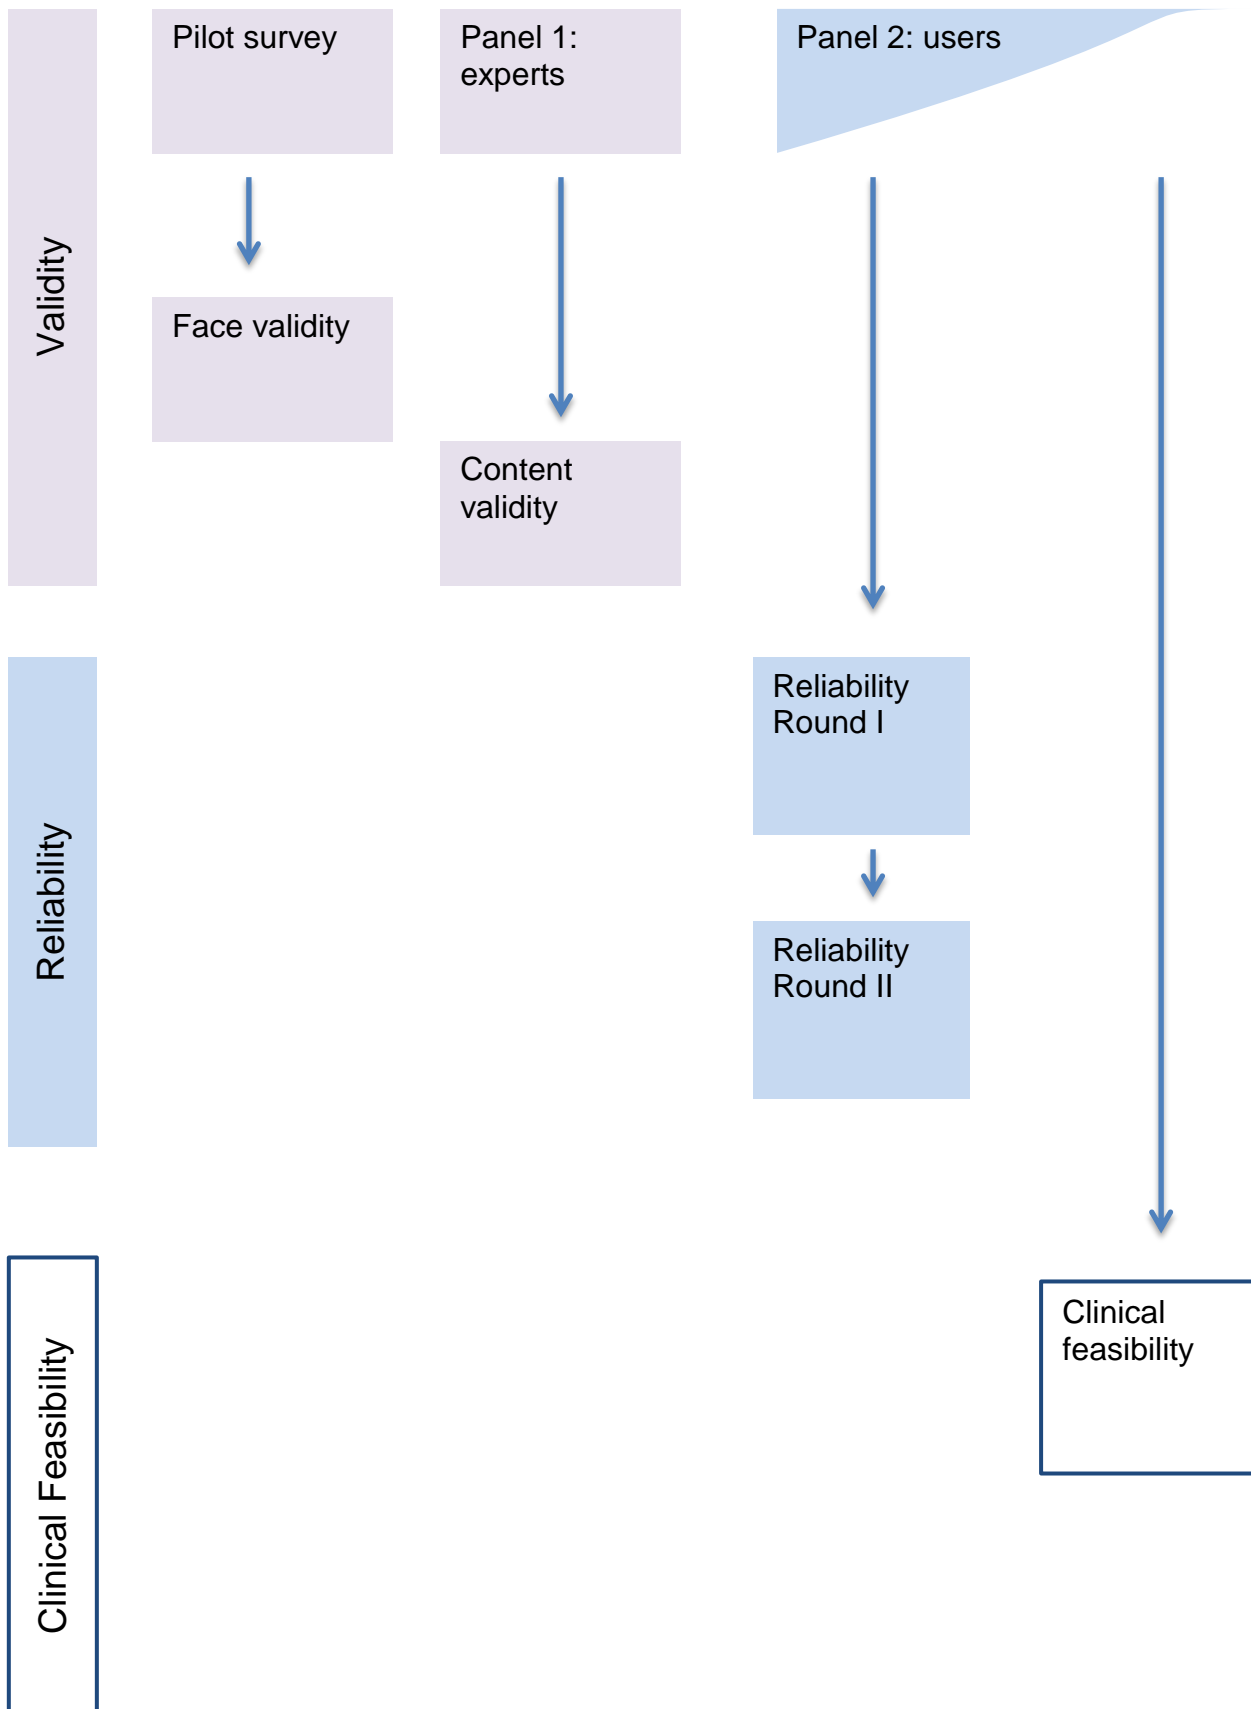 Pilot survey
Panel 1:
experts
Panel 2: users
Validity
Face validity
Content
validity
Reliability
Reliability
Round I
Reliability
Round II
Clinical Feasibility
Clinical
feasibility